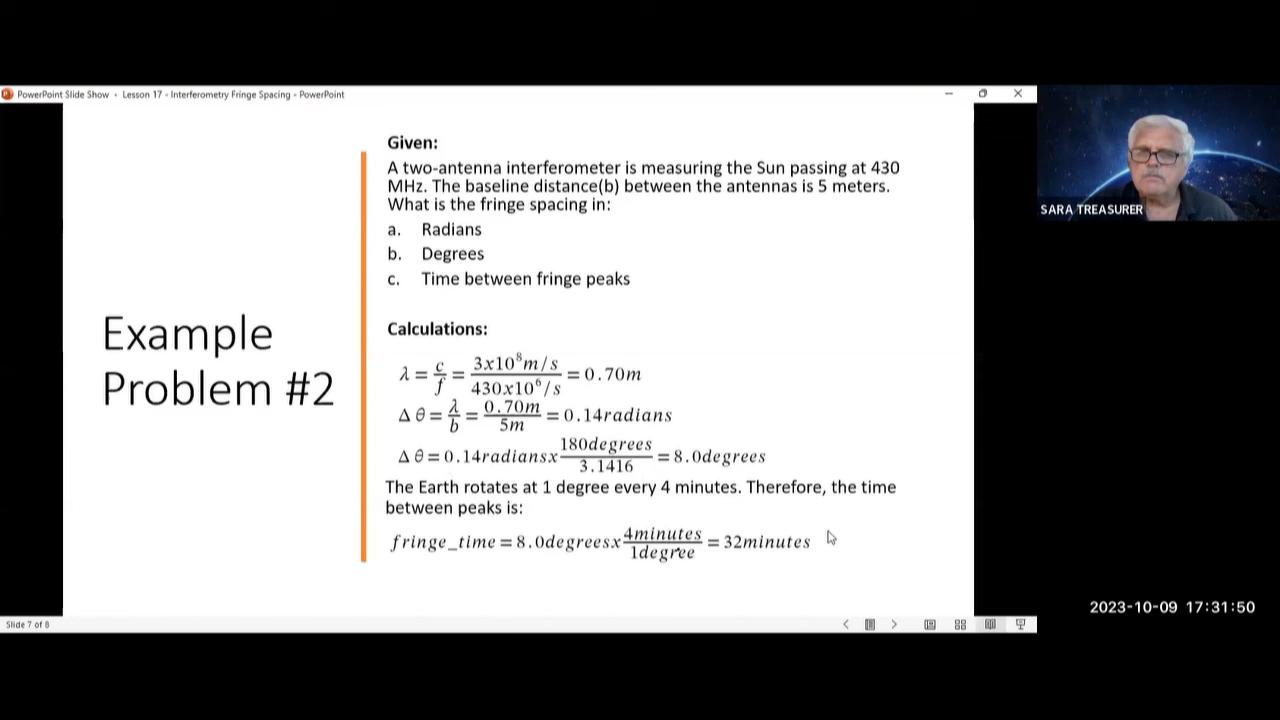 PowerPoint Slide Show - Lesson 17 - Interferometry Fringe Spacing - PowerPoint
Given:
A two-antenna interferometer is measuring the Sun passing at 430
MHz. The baseline distance(b) between the antennas is 5 meters.
What is the fringe spacing in:
a. Radians
b. Degrees
c. Time between fringe peaks
Example
Problem #2
Calculations:
λ = c/f = 3x10^8 m/s / 430x10^6/s = 0.70m
Δθ = λ/b = 0.70m / 5m = 0.14radians
Δθ = 0.14radiansx 180degrees / 3.1416 = 8.0degrees
The Earth rotates at 1 degree every 4 minutes. Therefore, the time
between peaks is:
fringe_time = 8.0degreesx 4minutes / 1degree = 32minutes
Slide 7 of 8
SARA TREASURER
2023-10-09 17:31:50